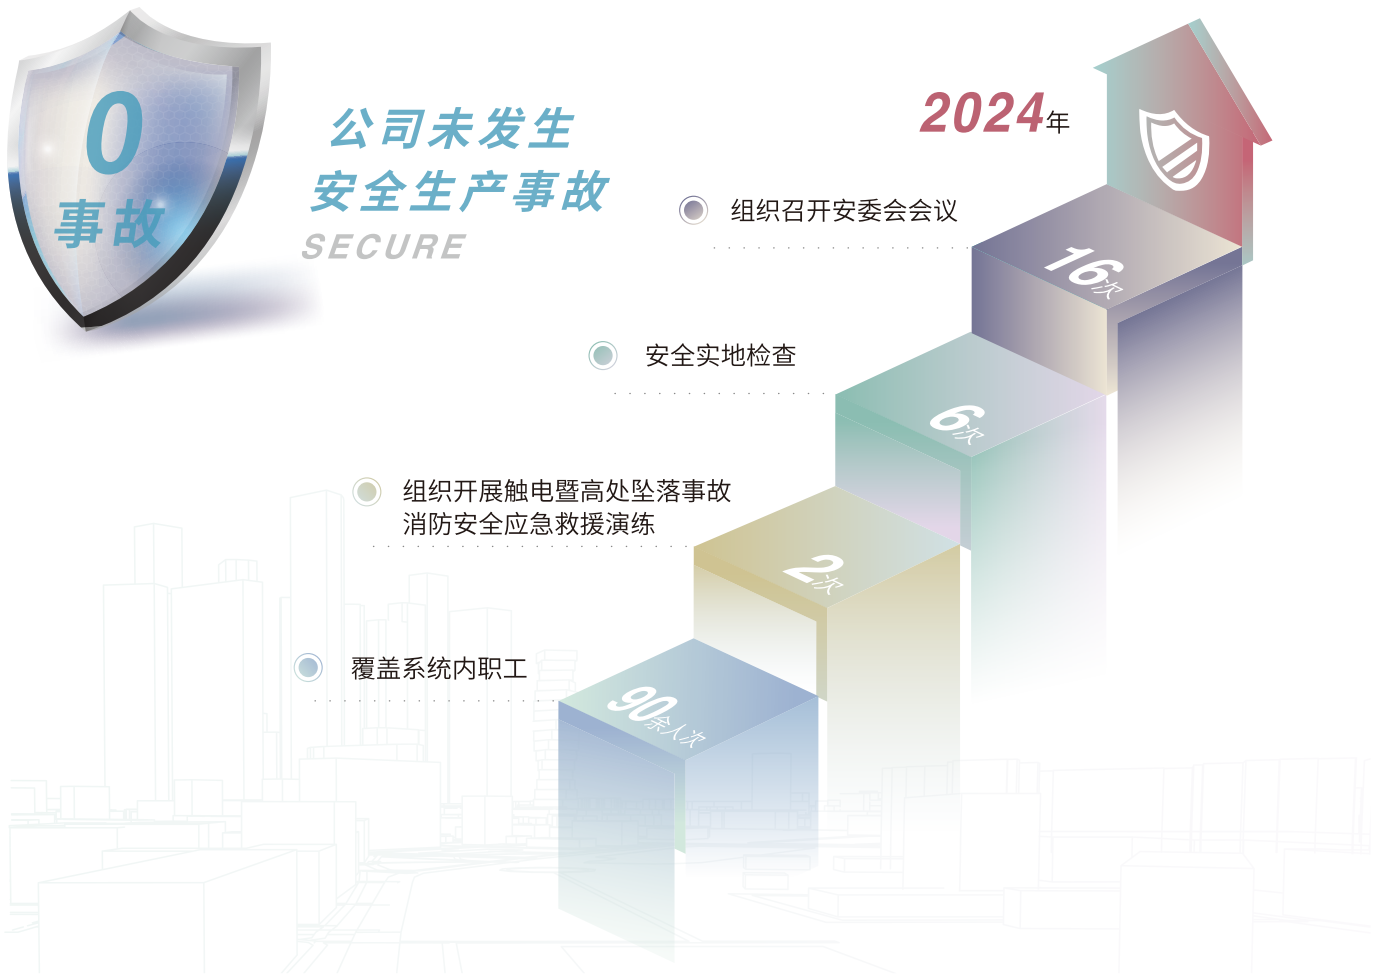 0
事故
公司未发生
安全生产事故
SECURE
2024年
组织召开安委会会议
16次
安全实地检查
6次
组织开展触电暨高处坠落事故
消防安全应急救援演练
2次
覆盖系统内职工
90余人次